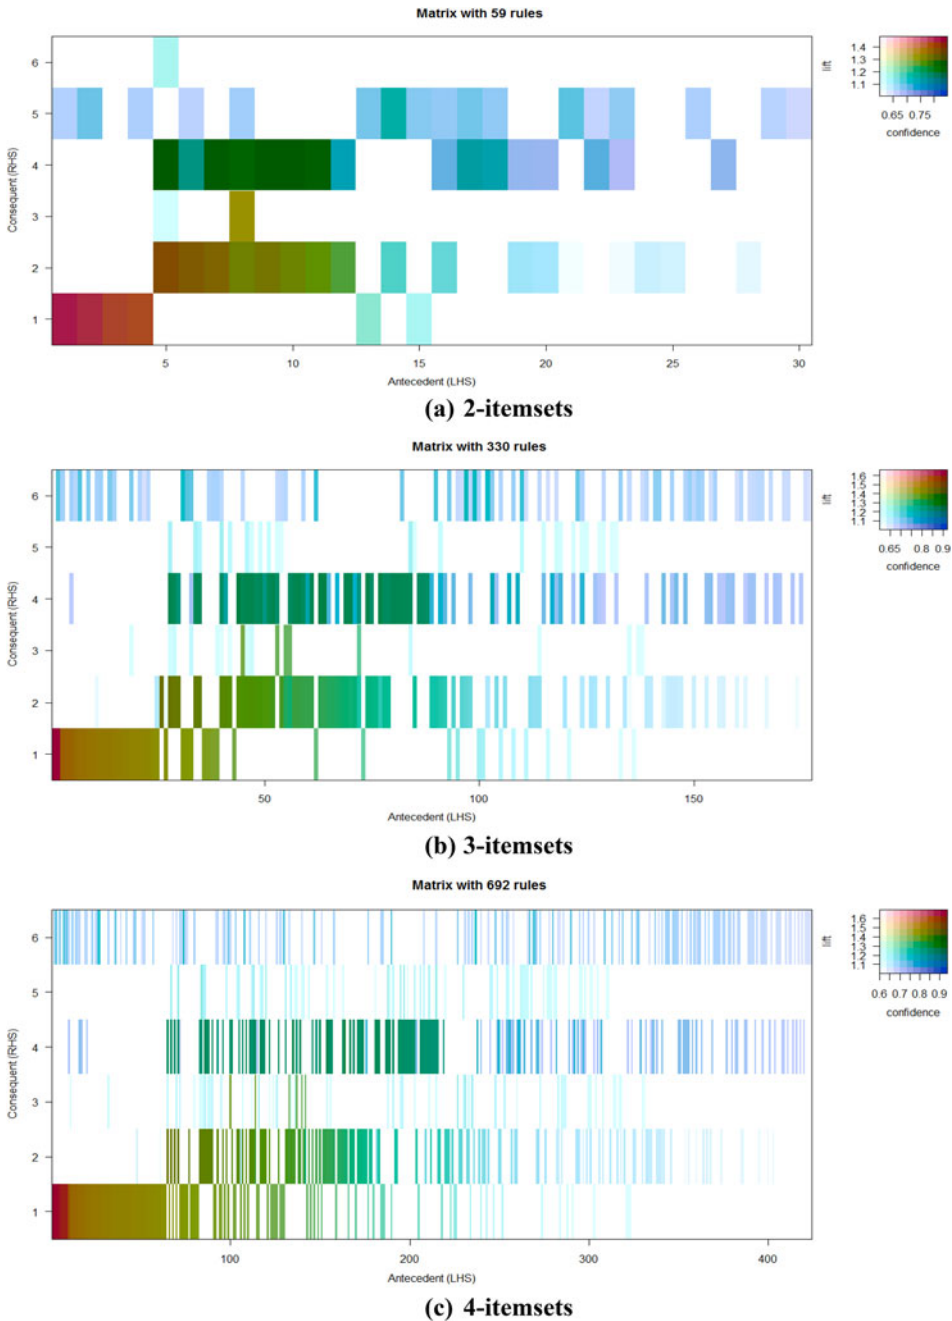 Matrix with 59 rules
6
5
4
3
2
1
Consequent (RHS)
5
10
15
20
25
30
Antecedent (LHS)
lift
1.4
1.3
1.2
1.1
0.65
0.75
confidence
(a) 2-itemsets
Matrix with 330 rules
6
5
4
3
2
1
Consequent (RHS)
50
100
150
Antecedent (LHS)
lift
1.6
1.5
1.4
1.3
1.2
1.1
0.65
0.8
0.9
confidence
(b) 3-itemsets
Matrix with 692 rules
6
5
4
3
2
1
Consequent (RHS)
100
200
300
400
Antecedent (LHS)
lift
1.6
1.5
1.4
1.3
1.2
1.1
0.6 0.7 0.8 0.9
confidence
(c) 4-itemsets